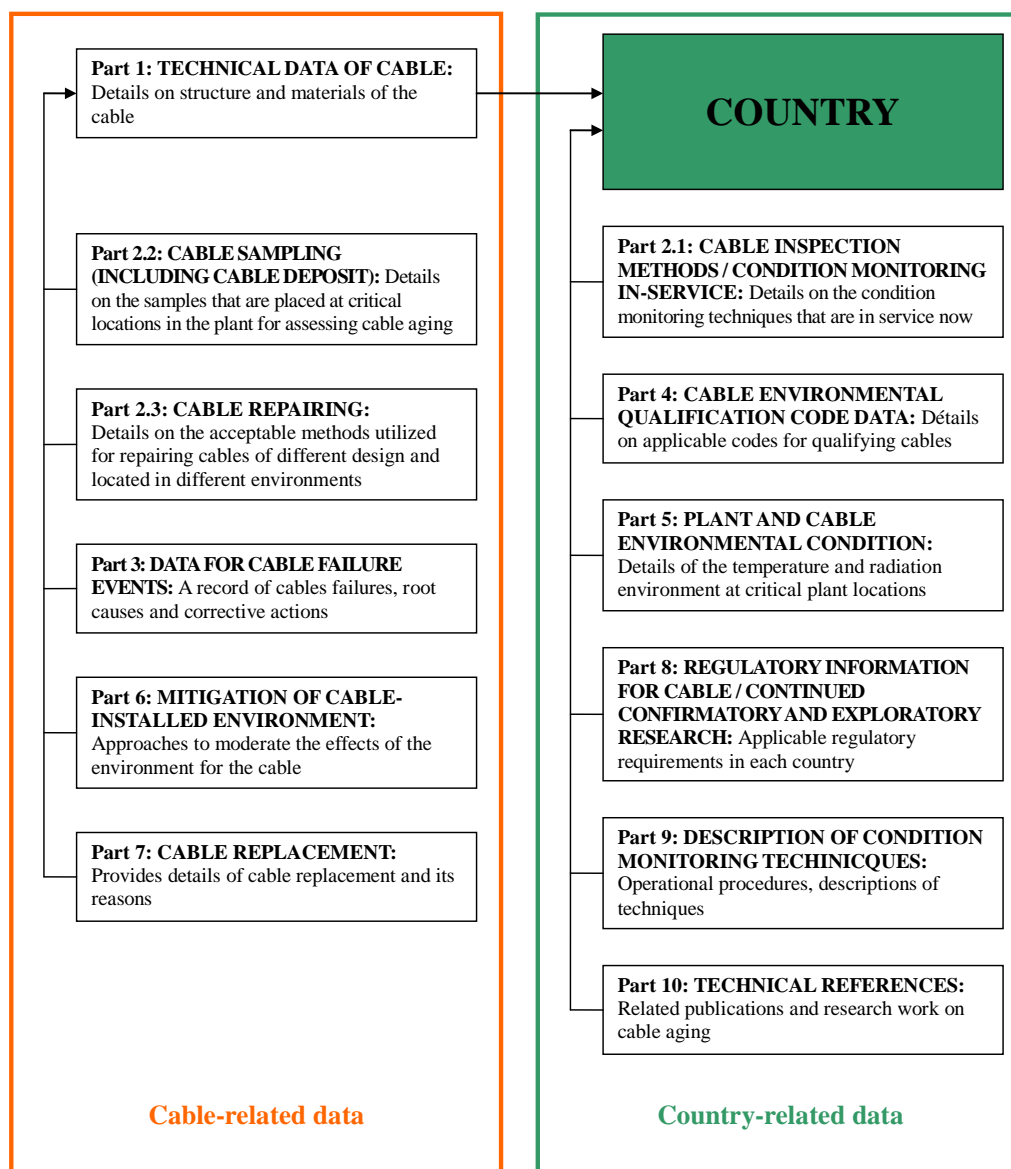 Part 1: TECHNICAL DATA OF CABLE:
Details on structure and materials of the
cable
Part 2.2: CABLE SAMPLING
(INCLUDING CABLE DEPOSIT): Details
on the samples that are placed at critical
locations in the plant for assessing cable aging
Part 2.3: CABLE REPAIRING:
Details on the acceptable methods utilized
for repairing cables of different design and
located in different environments
Part 3: DATA FOR CABLE FAILURE
EVENTS: A record of cables failures, root
causes and corrective actions
Part 6: MITIGATION OF CABLE-
INSTALLED ENVIRONMENT:
Approaches to moderate the effects of the
environment for the cable
Part 7: CABLE REPLACEMENT:
Provides details of cable replacement and its
reasons
Cable-related data
COUNTRY
Part 2.1: CABLE INSPECTION
METHODS / CONDITION MONITORING
IN-SERVICE: Details on the condition
monitoring techniques that are in service now
Part 4: CABLE ENVIRONMENTAL
QUALIFICATION CODE DATA: Détails
on applicable codes for qualifying cables
Part 5: PLANT AND CABLE
ENVIRONMENTAL CONDITION:
Details of the temperature and radiation
environment at critical plant locations
Part 8: REGULATORY INFORMATION
FOR CABLE / CONTINUED
CONFIRMATORY AND EXPLORATORY
RESEARCH: Applicable regulatory
requirements in each country
Part 9: DESCRIPTION OF CONDITION
MONITORING TECHINICQUES:
Operational procedures, descriptions of
techniques
Part 10: TECHNICAL REFERENCES:
Related publications and research work on
cable aging
Country-related data